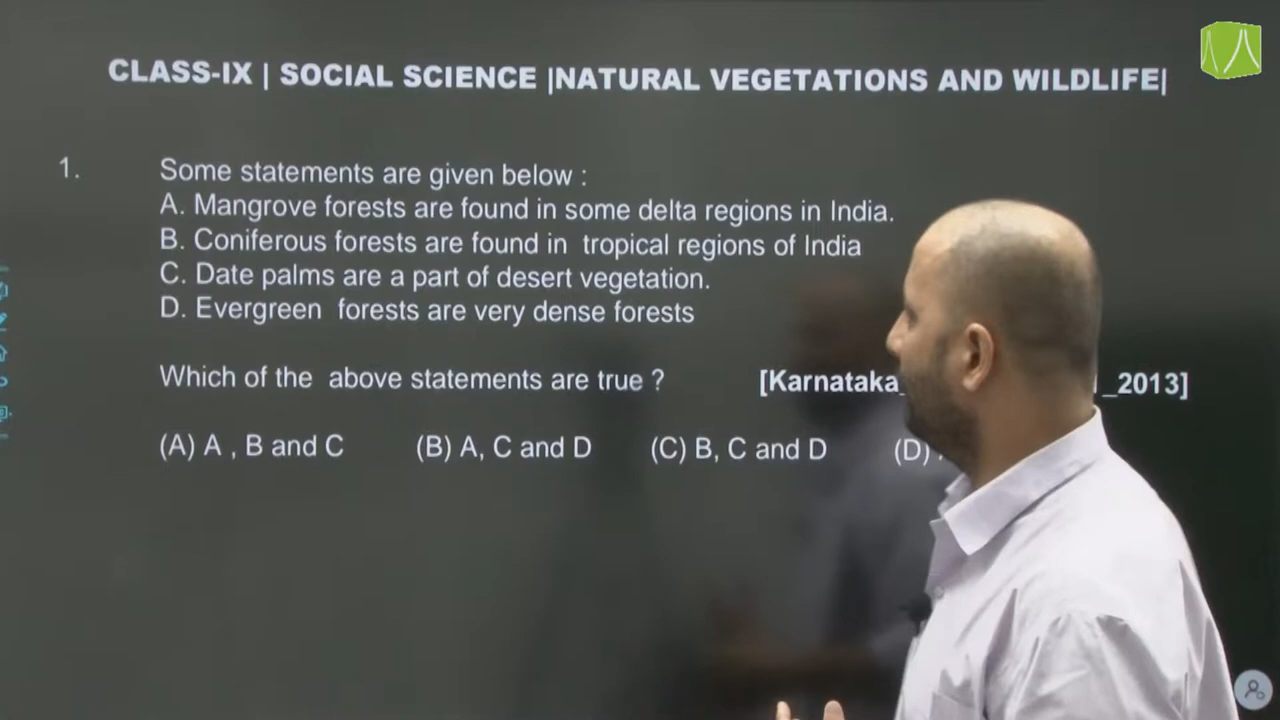 CLASS-IX | SOCIAL SCIENCE |NATURAL VEGETATIONS AND WILDLIFE|
1. Some statements are given below :
A. Mangrove forests are found in some delta regions in India.
B. Coniferous forests are found in tropical regions of India
C. Date palms are a part of desert vegetation.
D. Evergreen forests are very dense forests
Which of the above statements are true ? [Karnataka_ _2013]
(A) A , B and C (B) A, C and D (C) B, C and D (D)